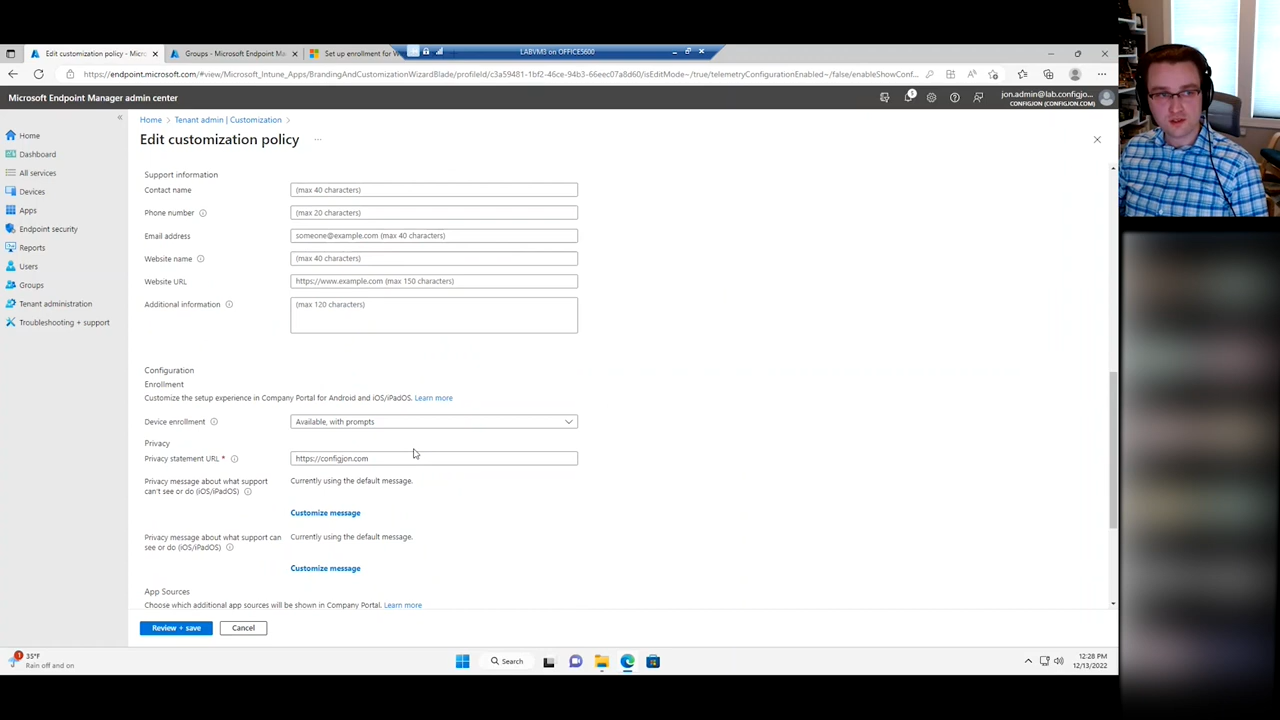 LABVM3 on OFFICE5600
Edit customization policy - Micro
Groups - Microsoft Endpoint M
Set up enrollment for W
https://endpoint.microsoft.com/#view/Microsoft_Intune_Apps/BrandingAndCustomizationWizardBlade/profileId/c3a59481-1bf2-46ce-94b3-66eec07a8d60/isEditMode~/true/telemetryConfigurationEnabled~/false/enableShowConf...
Microsoft Endpoint Manager admin center
jon.admin@lab.configjo...
CONFIGJON (CONFIGJON.COM)
Home
Dashboard
All services
Devices
Apps
Endpoint security
Reports
Users
Groups
Tenant administration
Troubleshooting + support
Home > Tenant admin | Customization >
Edit customization policy ...
Support information
Contact name (max 40 characters)
Phone number (max 20 characters)
Email address someone@example.com (max 40 characters)
Website name (max 40 characters)
Website URL https://www.example.com (max 150 characters)
Additional information (max 120 characters)
Configuration
Enrollment
Customize the setup experience in Company Portal for Android and iOS/iPadOS. Learn more
Device enrollment Available, with prompts
Privacy
Privacy statement URL * https://configjon.com
Privacy message about what support can't see or do (iOS/iPadOS)
Currently using the default message.
Customize message
Privacy message about what support can see or do (iOS/iPadOS)
Currently using the default message.
Customize message
App Sources
Choose which additional app sources will be shown in Company Portal. Learn more
Review + save Cancel
1
35°F
Rain off and on
Search
12:28 PM
12/13/2022